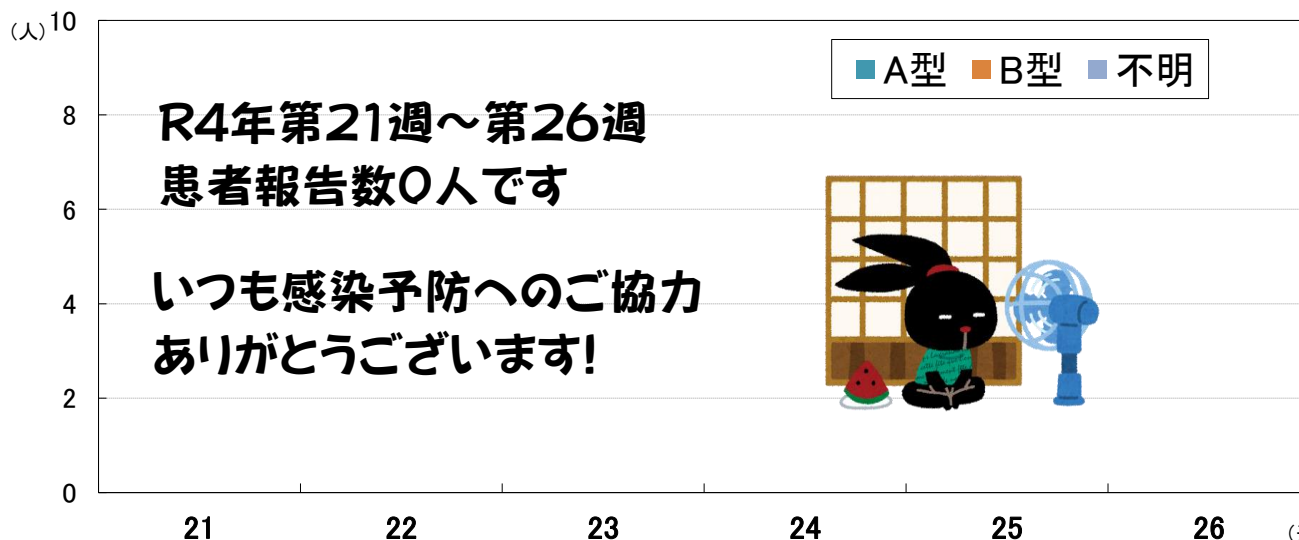 (人)
10
8
6
4
2
0
A型 B型 不明
R4年第21週～第26週
患者報告数0人です
いつも感染予防へのご協力
ありがとうございます!
21 22 23 24 25 26